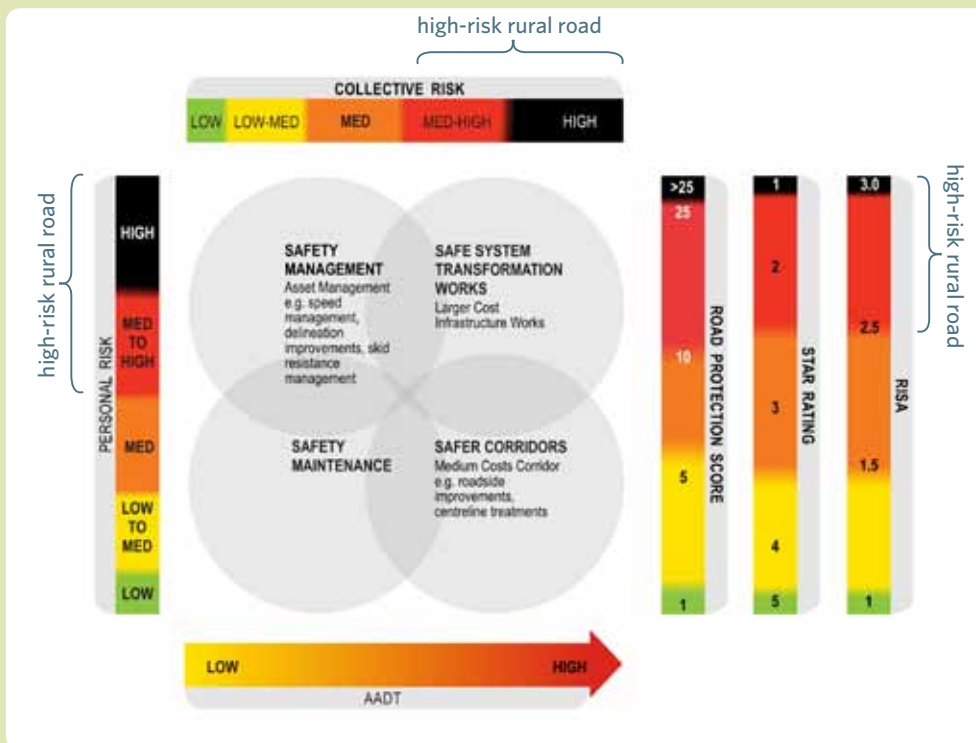 high-risk rural road
COLLECTIVE RISK
LOW LOW-MED MED MED-HIGH HIGH
high-risk rural road
PERSONAL RISK
HIGH
MED
TO
HIGH
MED
LOW
TO
MED
LOW
SAFETY
MANAGEMENT
Asset Management
e.g. speed
management,
delineation
improvements, skid
resistance
management
SAFE SYSTEM
TRANSFORMATION
WORKS
Larger Cost
Infrastructure Works
SAFETY
MAINTENANCE
SAFER CORRIDORS
Medium Costs Corridor
e.g. roadside
improvements,
centreline treatments
>25
25
10
5
1
ROAD PROTECTION SCORE
1
2
3
4
5
STAR RATING
3.0
2.5
1.5
1
RISA
high-risk rural road
LOW HIGH
AADT